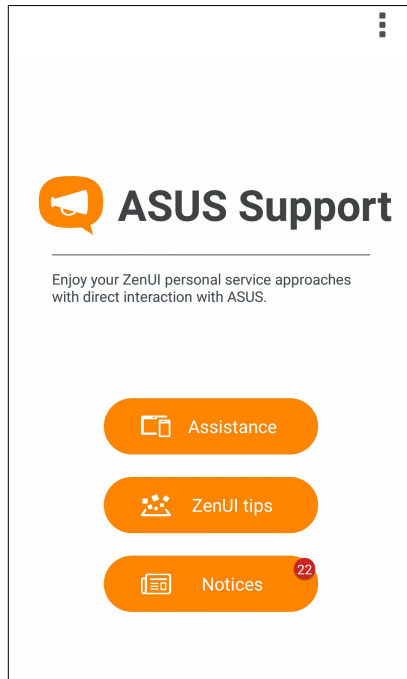 ASUS Support
Enjoy your ZenUI personal service approaches
with direct interaction with ASUS.
Assistance
ZenUI tips
22
Notices